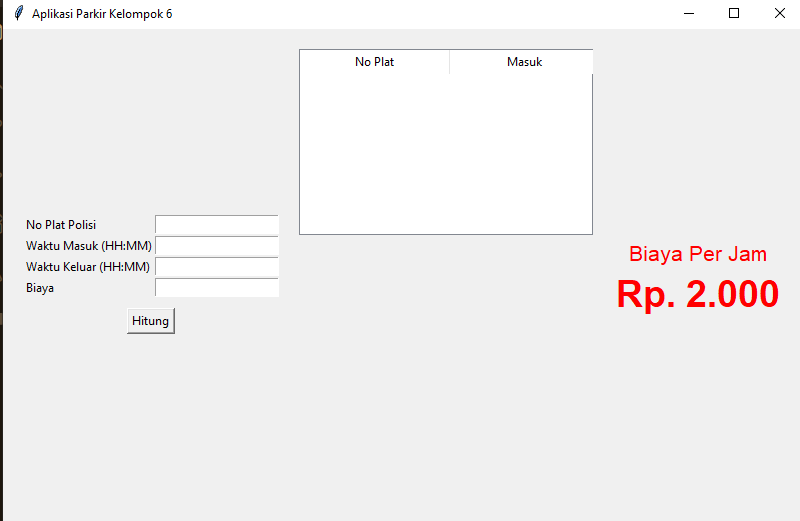 Aplikasi Parkir Kelompok 6
No Plat Masuk
No Plat Polisi
Waktu Masuk (HH:MM)
Waktu Keluar (HH:MM)
Biaya
Hitung
Biaya Per Jam
Rp. 2.000